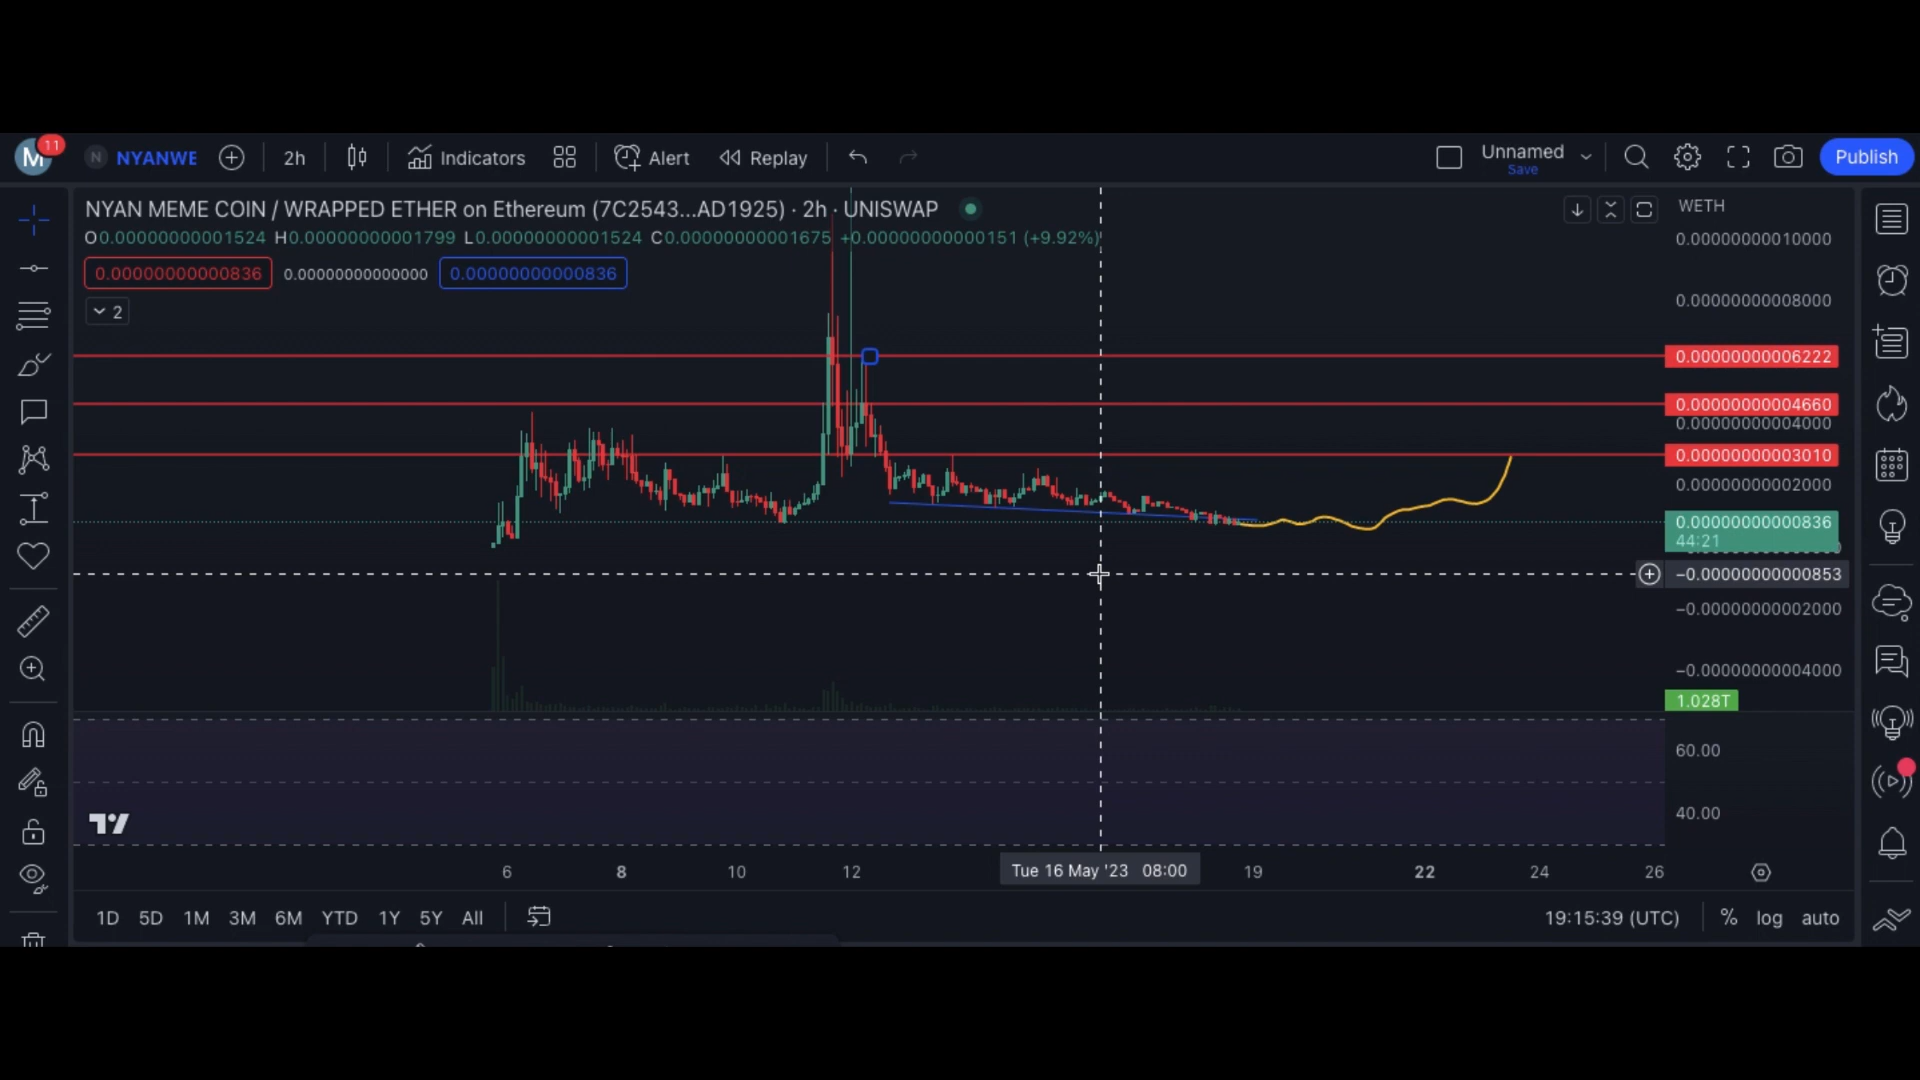 M 11 N NYANWE 2h Indicators Alert Replay Unnamed Save Publish
NYAN MEME COIN / WRAPPED ETHER on Ethereum (7C2543...AD1925) · 2h · UNISWAP
WETH
O0.00000000001524 H0.00000000001799 L0.00000000001524 C0.00000000001675 +0.00000000000151 (+9.92%)
0.00000000010000
0.00000000000836 0.00000000000000 0.00000000000836
0.00000000008000
2
0.00000000006222
0.00000000004660
0.00000000004000
0.00000000003010
0.00000000002000
0.00000000000836
44:21
−0.00000000000853
−0.00000000002000
−0.00000000004000
1.028T
60.00
40.00
6 8 10 12 Tue 16 May '23 08:00 19 22 24 26
1D 5D 1M 3M 6M YTD 1Y 5Y All 19:15:39 (UTC) % log auto